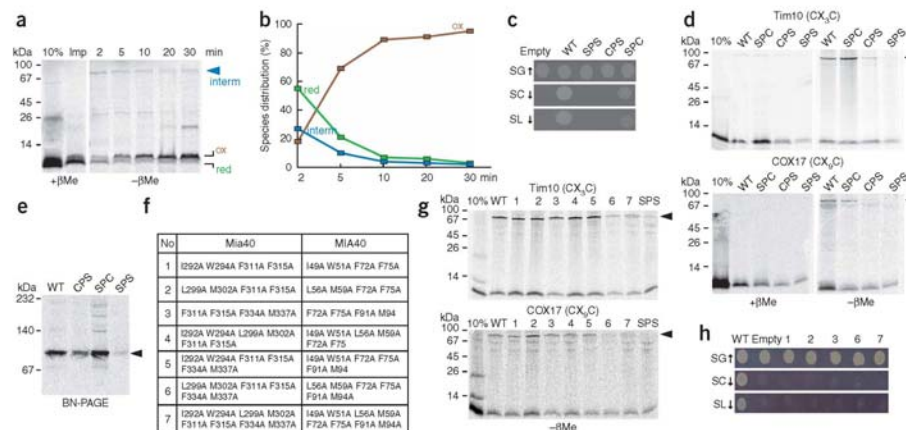 a
kDa 10% Imp 2 5 10 20 30 min
100
67
45
26
14
interm
ox
red
+βMe −βMe
b
Species distribution (%)
100
80
60
40
20
0
ox
red
interm
2 5 10 20 30 min
c
Empty WT SPS CPS SPC
SG↑
SC↓
SL↓
d
Tim10 (CX3C)
kDa 10% WT SPC CPS SPS WT SPC CPS SPS
100
67
45
26
14
COX17 (CX9C)
kDa 10% WT SPC CPS SPS WT SPC CPS SPS
100
67
45
26
14
+βMe −βMe
e
kDa WT CPS SPC SPS
232
140
67
BN-PAGE
f
No Mia40 MIA40
1 I292A W294A F311A F315A I49A W51A F72A F75A
2 L299A M302A F311A F315A L56A M59A F72A F75A
3 F311A F315A F334A M337A F72A F75A F91A M94
4 I292A W294A L299A M302A F311A F315A I49A W51A L56A M59A F72A F75
5 I292A W294A F311A F315A F334A M337A I49A W51A F72A F75A F91A M94
6 L299A M302A F311A F315A F334A M337A L56A M59A F72A F75A F91A M94A
7 I292A W294A L299A M302A F311A F315A F334A M337A I49A W51A L56A M59A F72A F75A F91A M94A
g
Tim10 (CX3C)
kDa 10% WT 1 2 3 4 5 6 7 SPS
100
67
45
26
14
COX17 (CX9C)
100
67
45
26
14
−βMe
h
WT Empty 1 2 3 6 7
SG↑
SC↓
SL↓